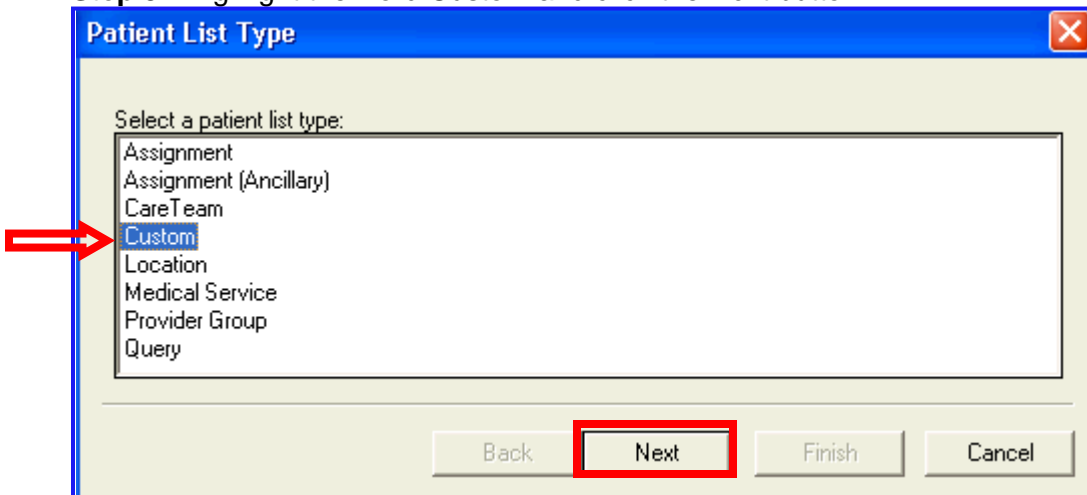 Patient List Type
Select a patient list type:
Assignment
Assignment (Ancillary)
CareTeam
Custom
Location
Medical Service
Provider Group
Query
Back Next Finish Cancel